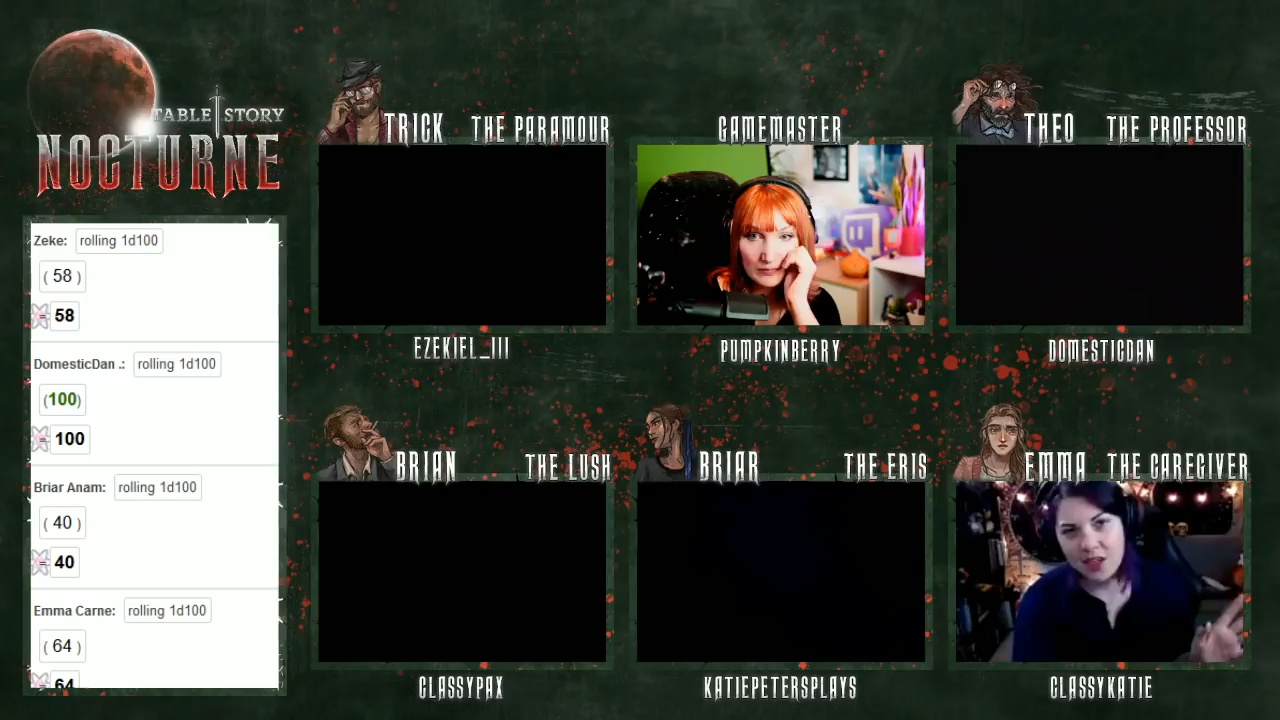 TABLE STORY
NOCTURNE
Zeke: rolling 1d100
( 58 )
= 58
DomesticDan .: rolling 1d100
(100)
= 100
Briar Anam: rolling 1d100
( 40 )
= 40
Emma Carne: rolling 1d100
( 64 )
= 64
TRICK THE PARAMOUR
EZEKIEL_III
GAMEMASTER
PUMPKINBERRY
THEO THE PROFESSOR
DOMESTICDAN
BRIAN THE LUSH
CLASSYPAX
BRIAR THE ERIS
KATIEPETERSPLAYS
EMMA THE CAREGIVER
CLASSYKATIE